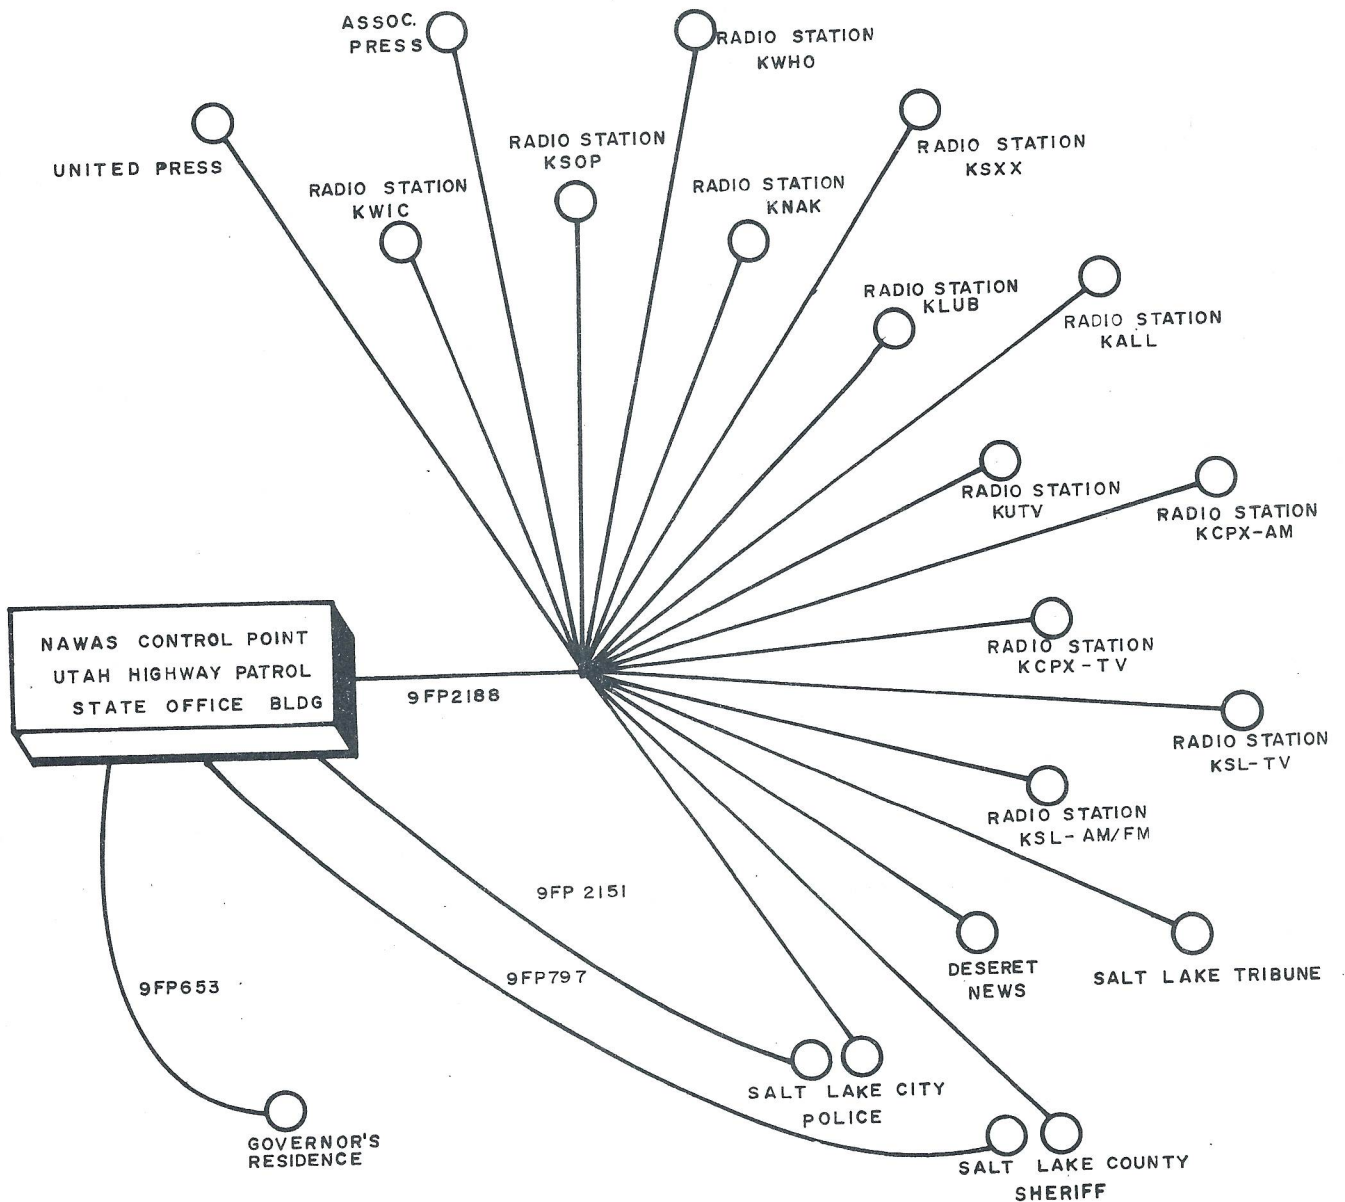 ASSOC.
PRESS
RADIO STATION
KWHO
UNITED PRESS
RADIO STATION
KWIC
RADIO STATION
KSOP
RADIO STATION
KNAK
RADIO STATION
KSXX
RADIO STATION
KLUB
RADIO STATION
KALL
RADIO STATION
KUTV
RADIO STATION
KCPX-AM
NAWAS CONTROL POINT
UTAH HIGHWAY PATROL
STATE OFFICE BLDG
9FP2188
RADIO STATION
KCPX-TV
RADIO STATION
KSL-TV
RADIO STATION
KSL-AM/FM
9FP 2151
9FP797
9FP653
DESERET
NEWS
SALT LAKE TRIBUNE
SALT LAKE CITY
POLICE
GOVERNOR'S
RESIDENCE
SALT LAKE COUNTY
SHERIFF